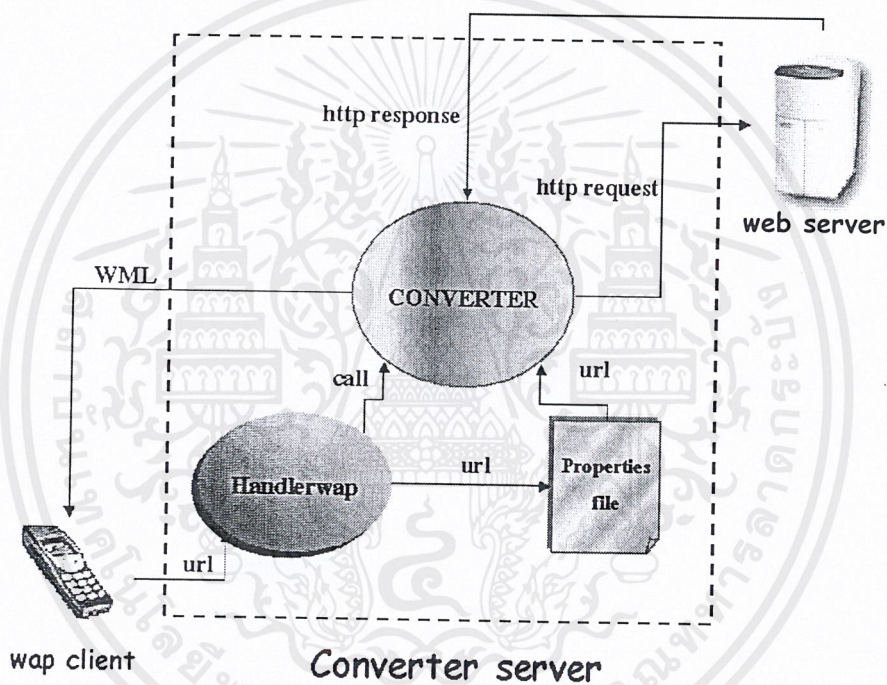 http response
http request
web server
WML
CONVERTER
call
url
Handlerwap
url
Properties
file
url
wap client
Converter server